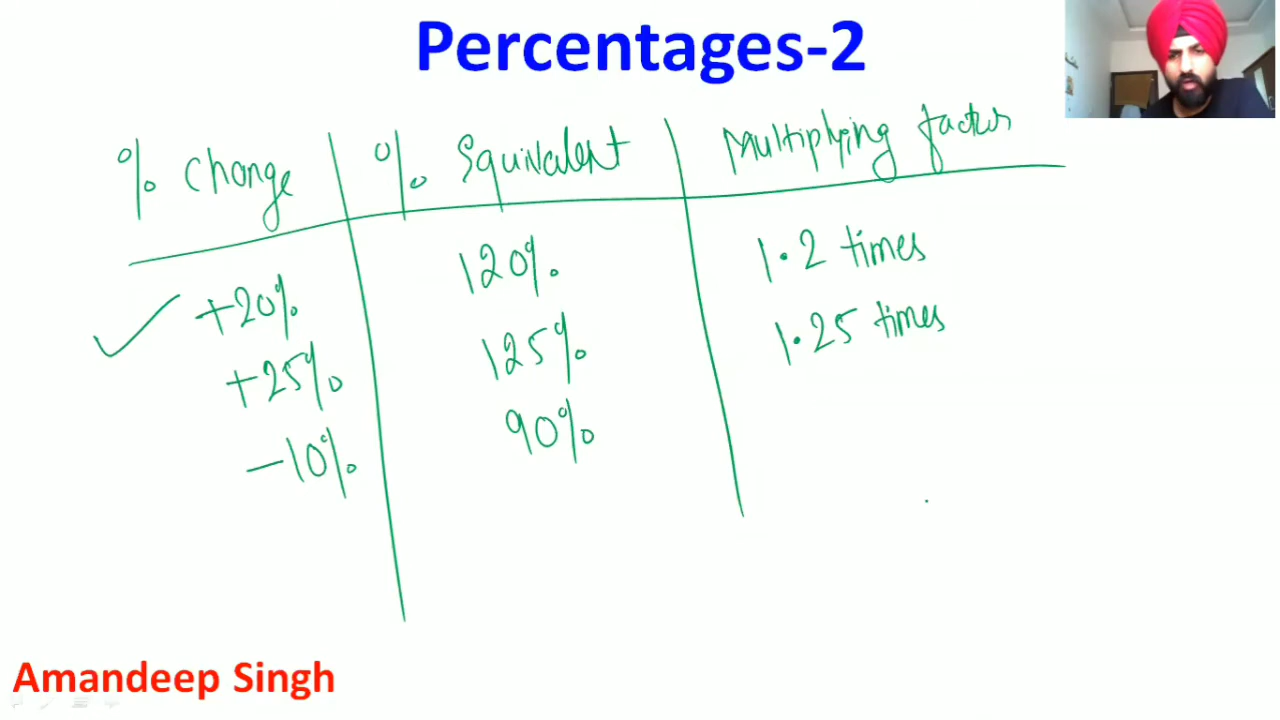 Percentages-2
% Change % Equivalent Multiplying factor
+20% 120% 1.2 times
+25% 125% 1.25 times
-10% 90%
Amandeep Singh